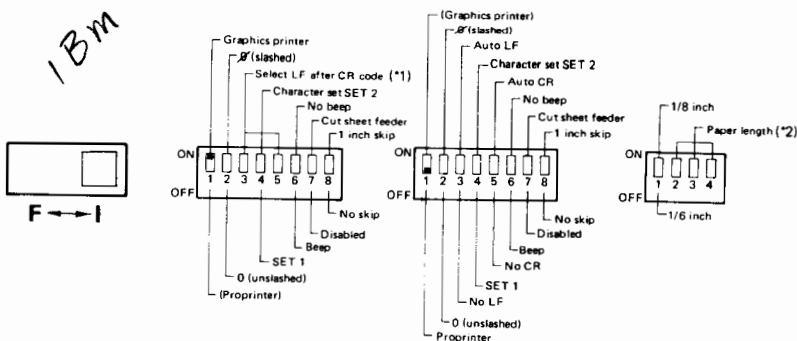 IBM
F ↔ I
Graphics printer
0 (slashed)
Select LF after CR code (*1)
Character set SET 2
No beep
Cut sheet feeder
1 inch skip
ON
1 2 3 4 5 6 7 8
OFF
No skip
Disabled
Beep
SET 1
0 (unslashed)
(Proprinter)
(Graphics printer)
0 (slashed)
Auto LF
Character set SET 2
Auto CR
No beep
Cut sheet feeder
1 inch skip
ON
1 2 3 4 5 6 7 8
OFF
No skip
Disabled
Beep
No CR
SET 1
No LF
0 (unslashed)
Proprinter
1/8 inch
Paper length (*2)
ON
1 2 3 4
OFF
1/6 inch